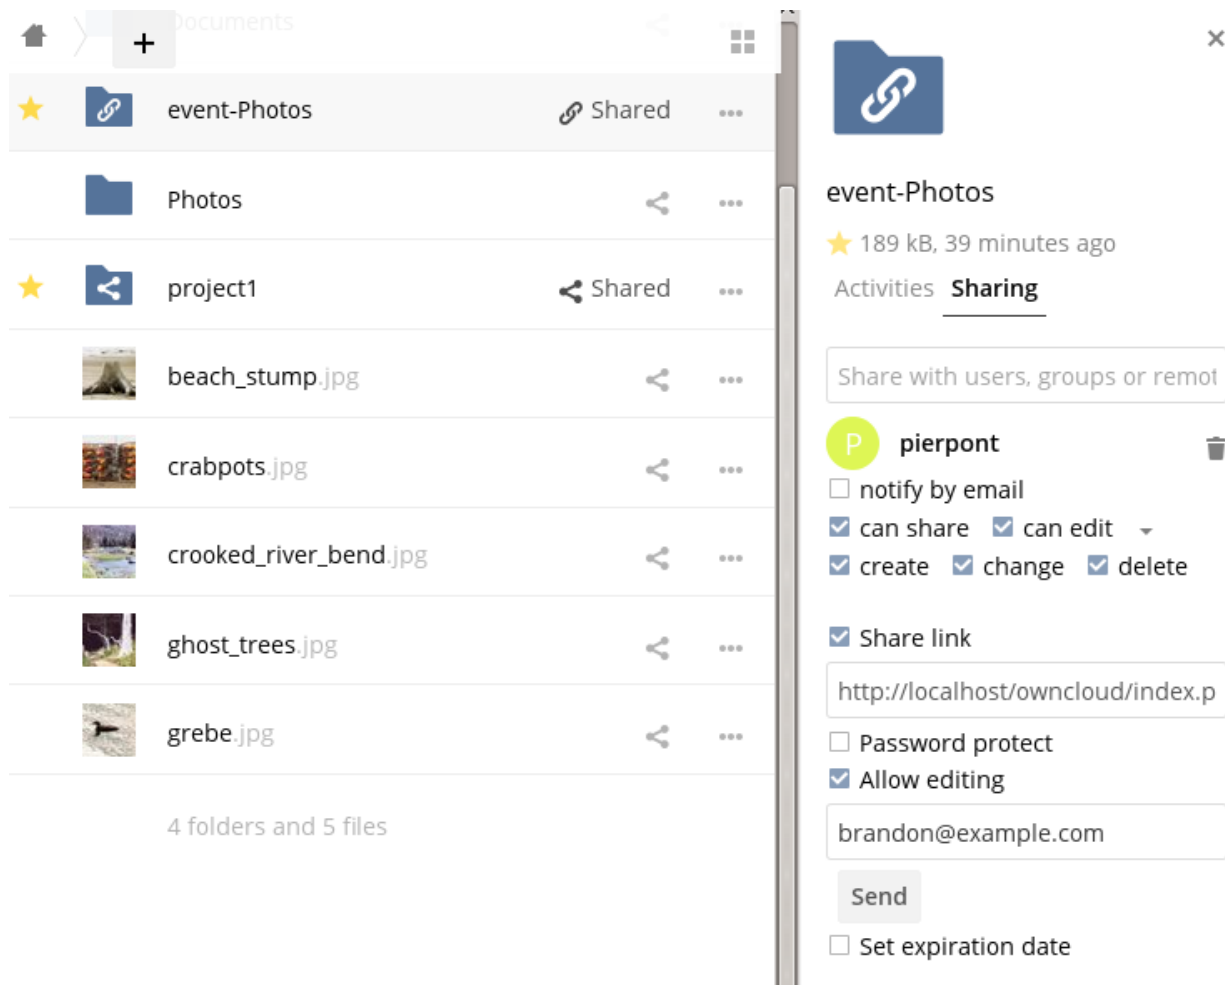 Documents
+
event-Photos Shared
Photos
project1 Shared
beach_stump.jpg
crabpots.jpg
crooked_river_bend.jpg
ghost_trees.jpg
grebe.jpg
4 folders and 5 files
event-Photos
189 kB, 39 minutes ago
Activities Sharing
Share with users, groups or remot
P pierpont
notify by email
can share can edit
create change delete
Share link
http://localhost/owncloud/index.p
Password protect
Allow editing
brandon@example.com
Send
Set expiration date